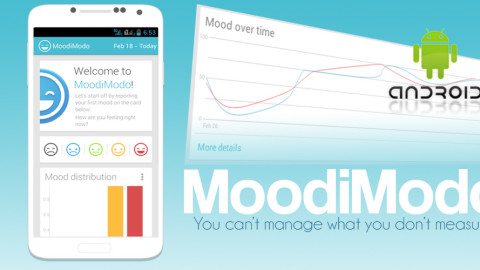 6:53
MoodiModo
Feb 18 - Today
Welcome to
MoodiModo!
Let's start off by reporting
your first mood on the card
below.
How are you feeling right
now?
Mood distribution
Mood over time
100
Feb 20
More details
ANDROID
MoodiModo
You can't manage what you don't measu